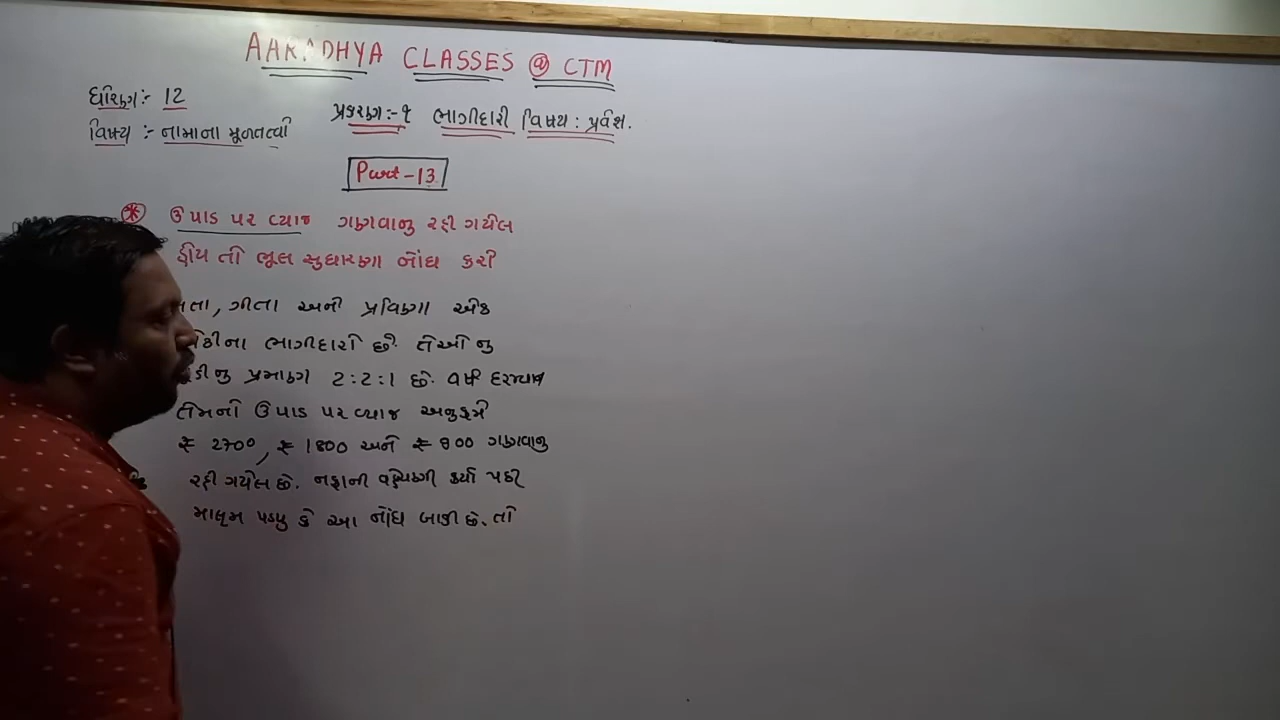 AARADHYA CLASSES @ CTM
ધોરણ :- 12
વિષય :- નામાના મૂળતત્વો
પ્રકરણ :- ૧ ભાગીદારી વિષય : પ્રવેશ.
Part - 13
* ઉપાડ પર વ્યાજ ગણવાનુ રહી ગયેલ
હોય તો ભૂલ સુધારણા નોંધ કરો
ગીતા અને પ્રવિણા એક
ભાગીદારો છે. તેઓ નુ
પ્રમાણ 2:2:1 છે. વર્ષ દરમ્યાન
તેમનો ઉપાડ પર વ્યાજ અનુક્રમે
₹ 2700, ₹ 1800 અને ₹ 900 ગણવાનુ
રહી ગયેલ છે. નફાની વહેંચણી કર્યા પછી
માલૂમ પડ્યુ કે આ નોંધ બાકી છે. તો